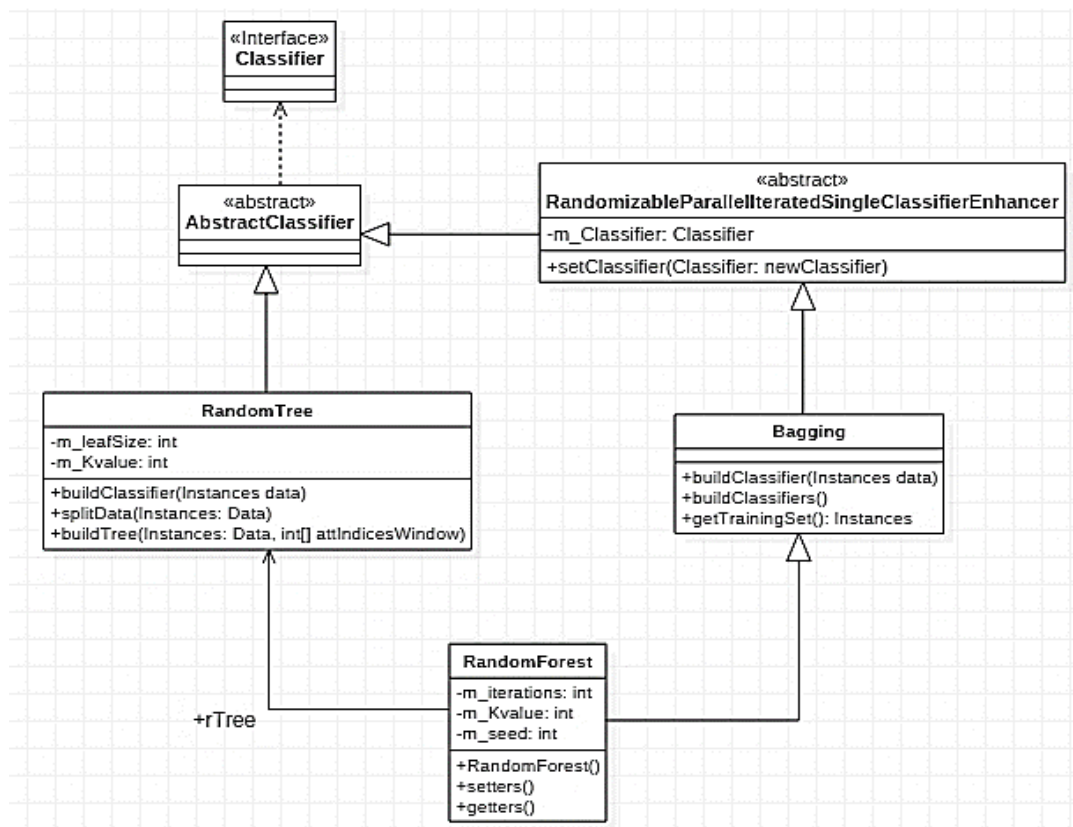 «Interface»
Classifier
«abstract»
AbstractClassifier
«abstract»
RandomizableParallelIteratedSingleClassifierEnhancer
-m_Classifier: Classifier
+setClassifier(Classifier: newClassifier)
RandomTree
-m_leafSize: int
-m_Kvalue: int
+buildClassifier(Instances data)
+splitData(Instances: Data)
+buildTree(Instances: Data, int[] attIndicesWindow)
Bagging
+buildClassifier(Instances data)
+buildClassifiers()
+getTrainingSet(): Instances
+rTree
RandomForest
-m_iterations: int
-m_Kvalue: int
-m_seed: int
+RandomForest()
+setters()
+getters()